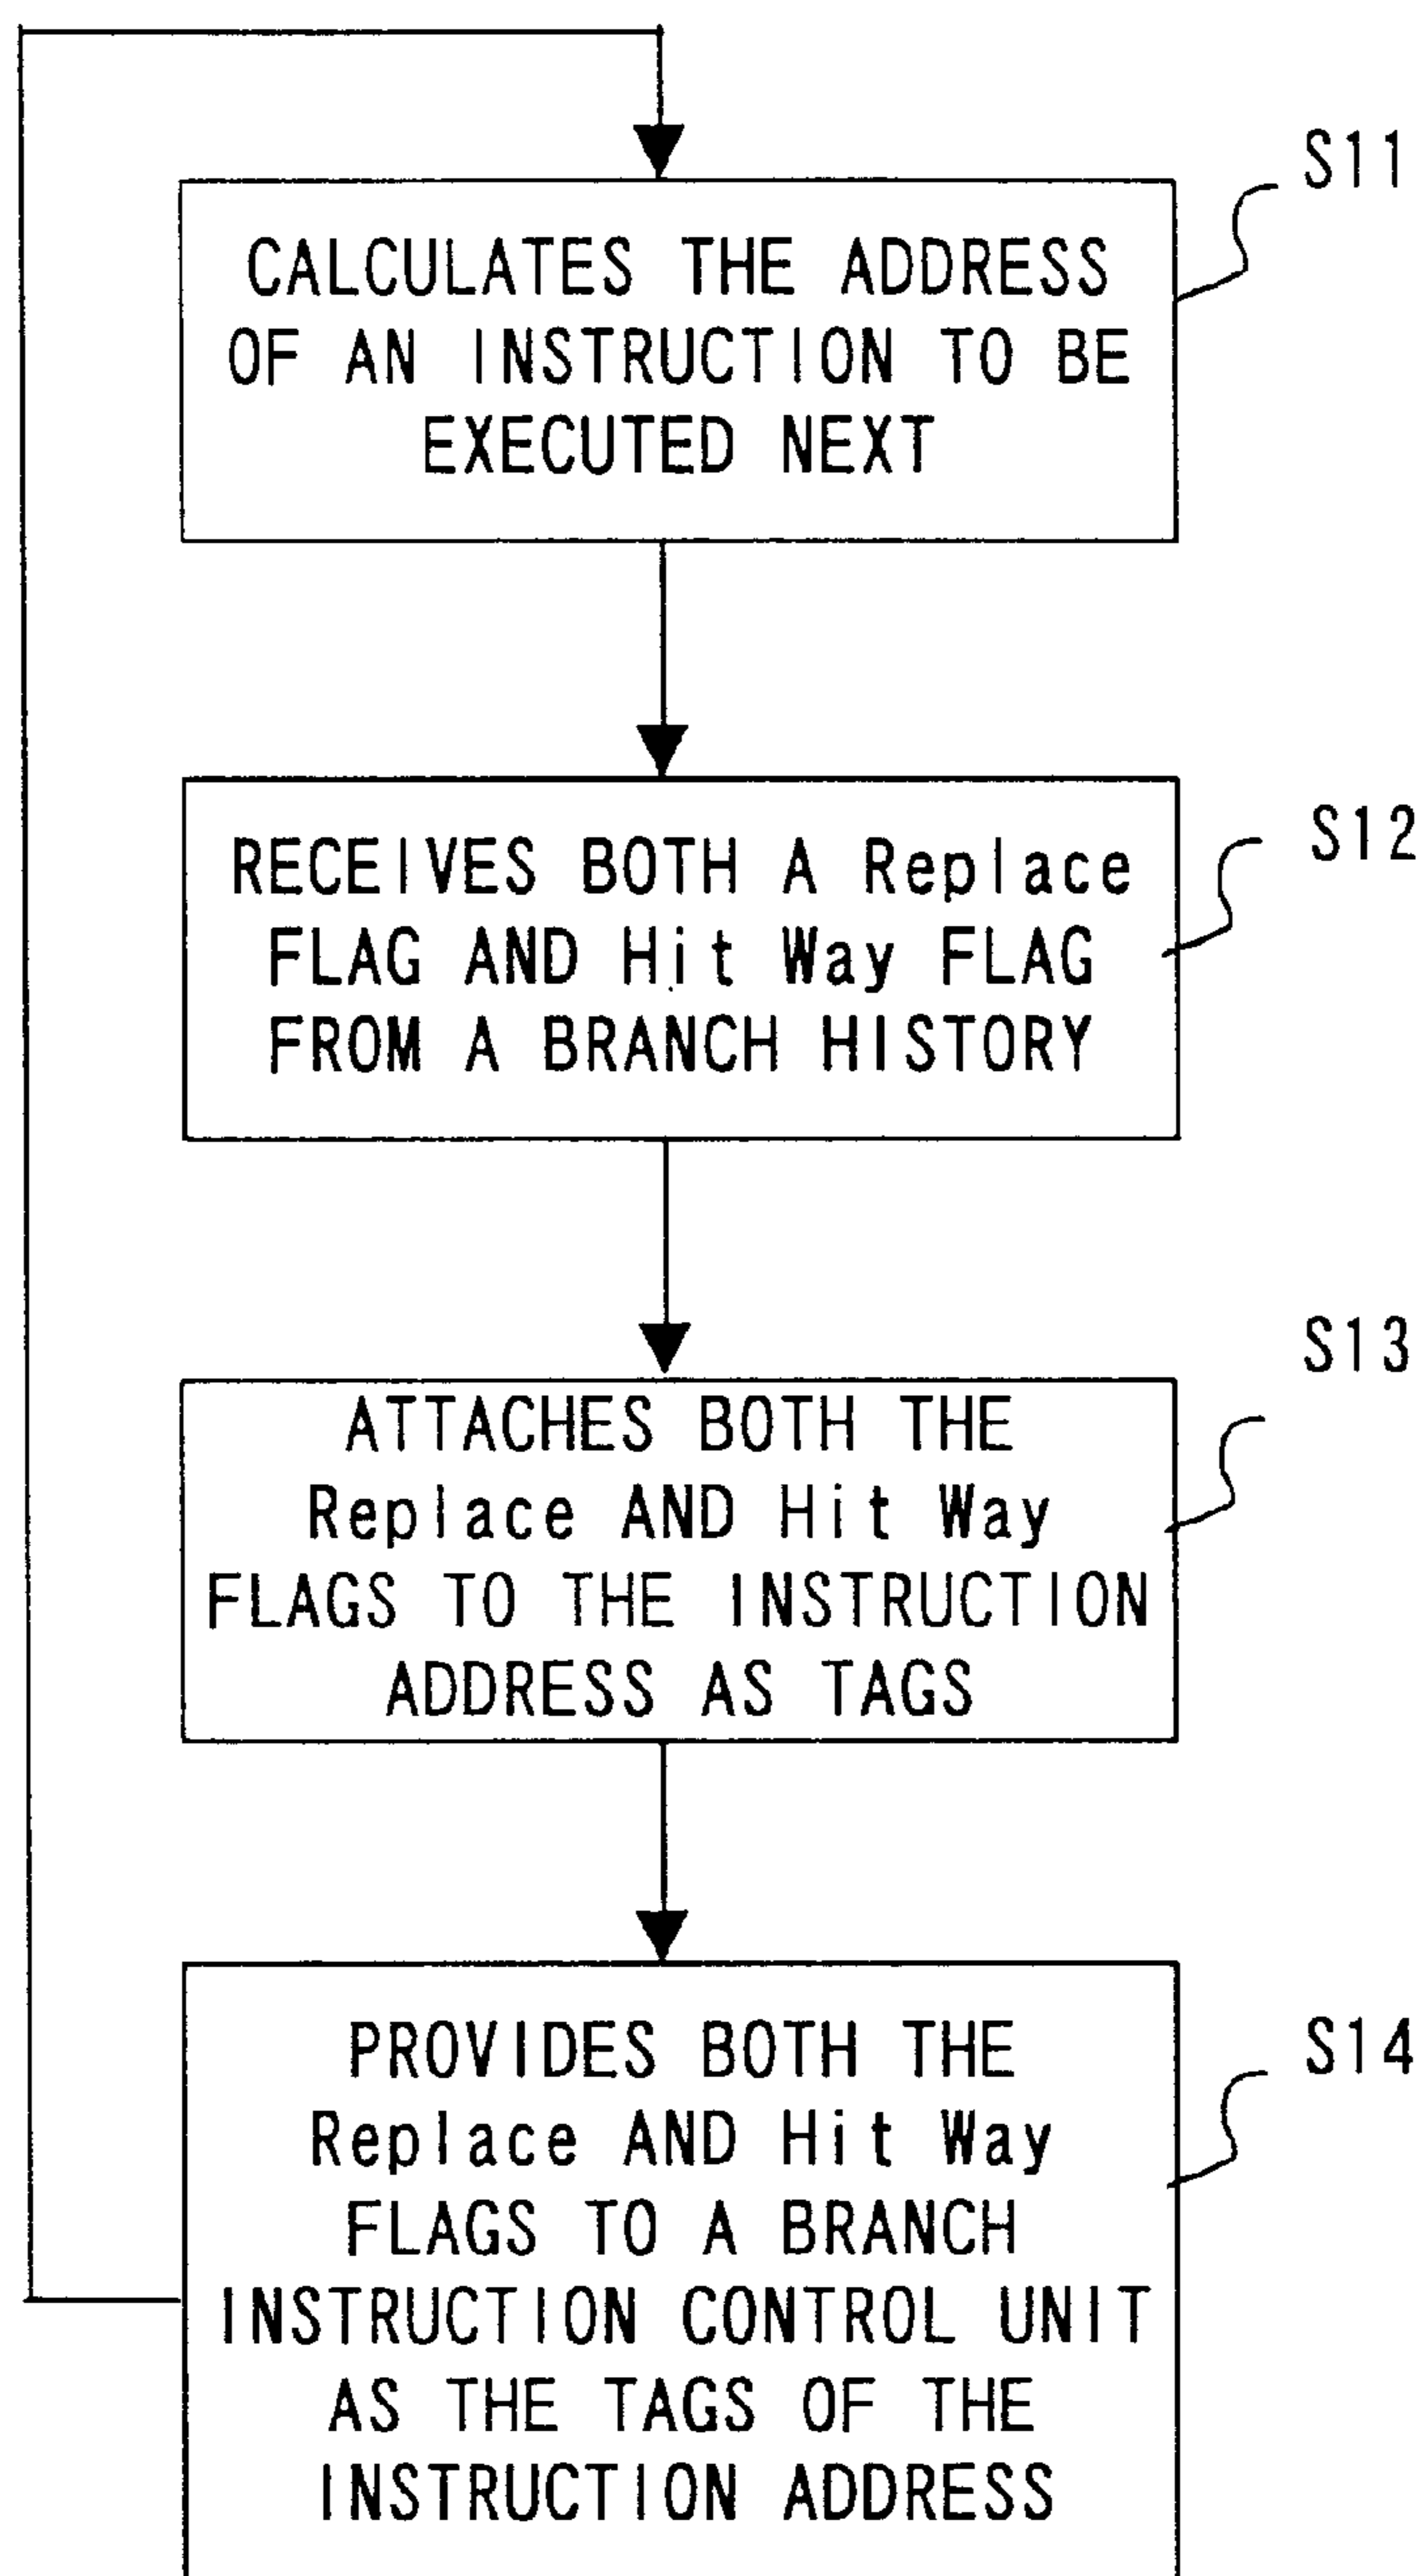 S11
CALCULATES THE ADDRESS
OF AN INSTRUCTION TO BE
EXECUTED NEXT
S12
RECEIVES BOTH A Replace
FLAG AND Hit Way FLAG
FROM A BRANCH HISTORY
S13
ATTACHES BOTH THE
Replace AND Hit Way
FLAGS TO THE INSTRUCTION
ADDRESS AS TAGS
S14
PROVIDES BOTH THE
Replace AND Hit Way
FLAGS TO A BRANCH
INSTRUCTION CONTROL UNIT
AS THE TAGS OF THE
INSTRUCTION ADDRESS